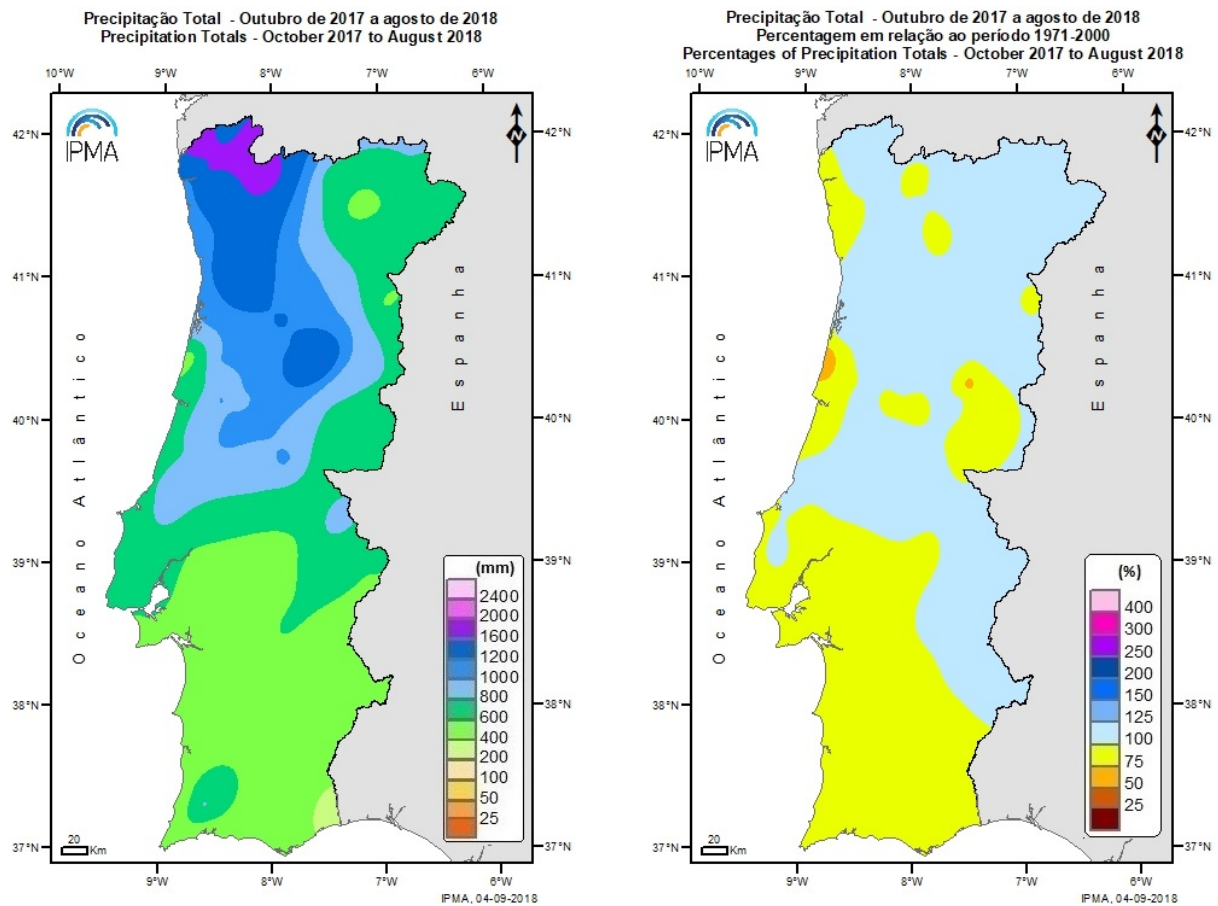 Precipitação Total - Outubro de 2017 a agosto de 2018
Precipitation Totals - October 2017 to August 2018
10°W 9°W 8°W 7°W 6°W
42°N
41°N
40°N
39°N
38°N
37°N
IPMA
N
42°N
41°N
40°N
39°N
38°N
37°N
Oceano Atlântico
Espanha
(mm)
2400
2000
1600
1200
1000
800
600
400
200
100
50
25
20
Km
9°W 8°W 7°W 6°W
IPMA, 04-09-2018
Precipitação Total - Outubro de 2017 a agosto de 2018
Percentagem em relação ao período 1971-2000
Percentages of Precipitation Totals - October 2017 to August 2018
10°W 9°W 8°W 7°W 6°W
42°N
41°N
40°N
39°N
38°N
37°N
IPMA
N
42°N
41°N
40°N
39°N
38°N
37°N
Oceano Atlântico
Espanha
(%)
400
300
250
200
150
125
100
75
50
25
20
Km
9°W 8°W 7°W 6°W
IPMA, 04-09-2018